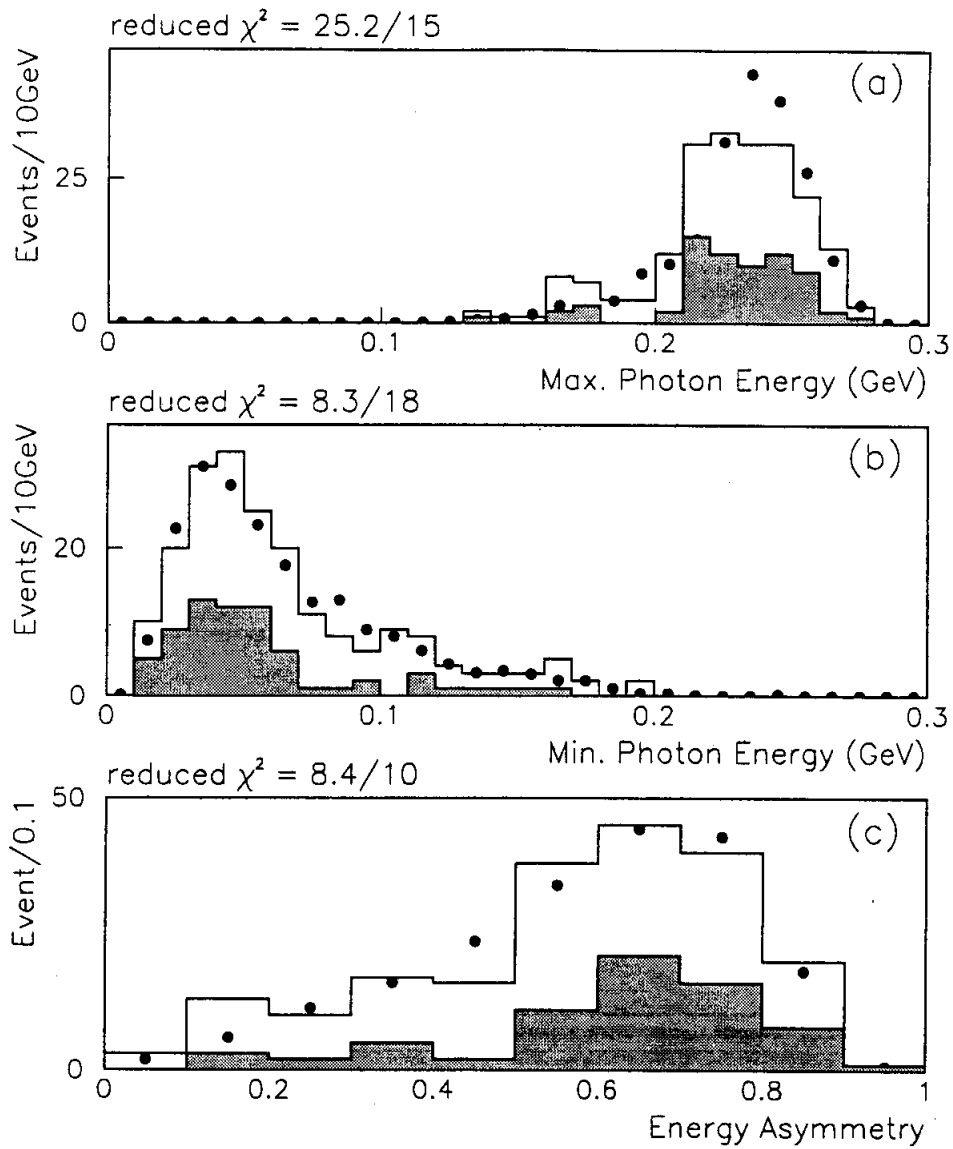 reduced χ² = 25.2/15
Events/10GeV
(a)
25
0
0 0.1 0.2 0.3
Max. Photon Energy (GeV)
reduced χ² = 8.3/18
Events/10GeV
(b)
20
0
0 0.1 0.2 0.3
Min. Photon Energy (GeV)
reduced χ² = 8.4/10
50
Event/0.1
(c)
0
0 0.2 0.4 0.6 0.8 1
Energy Asymmetry